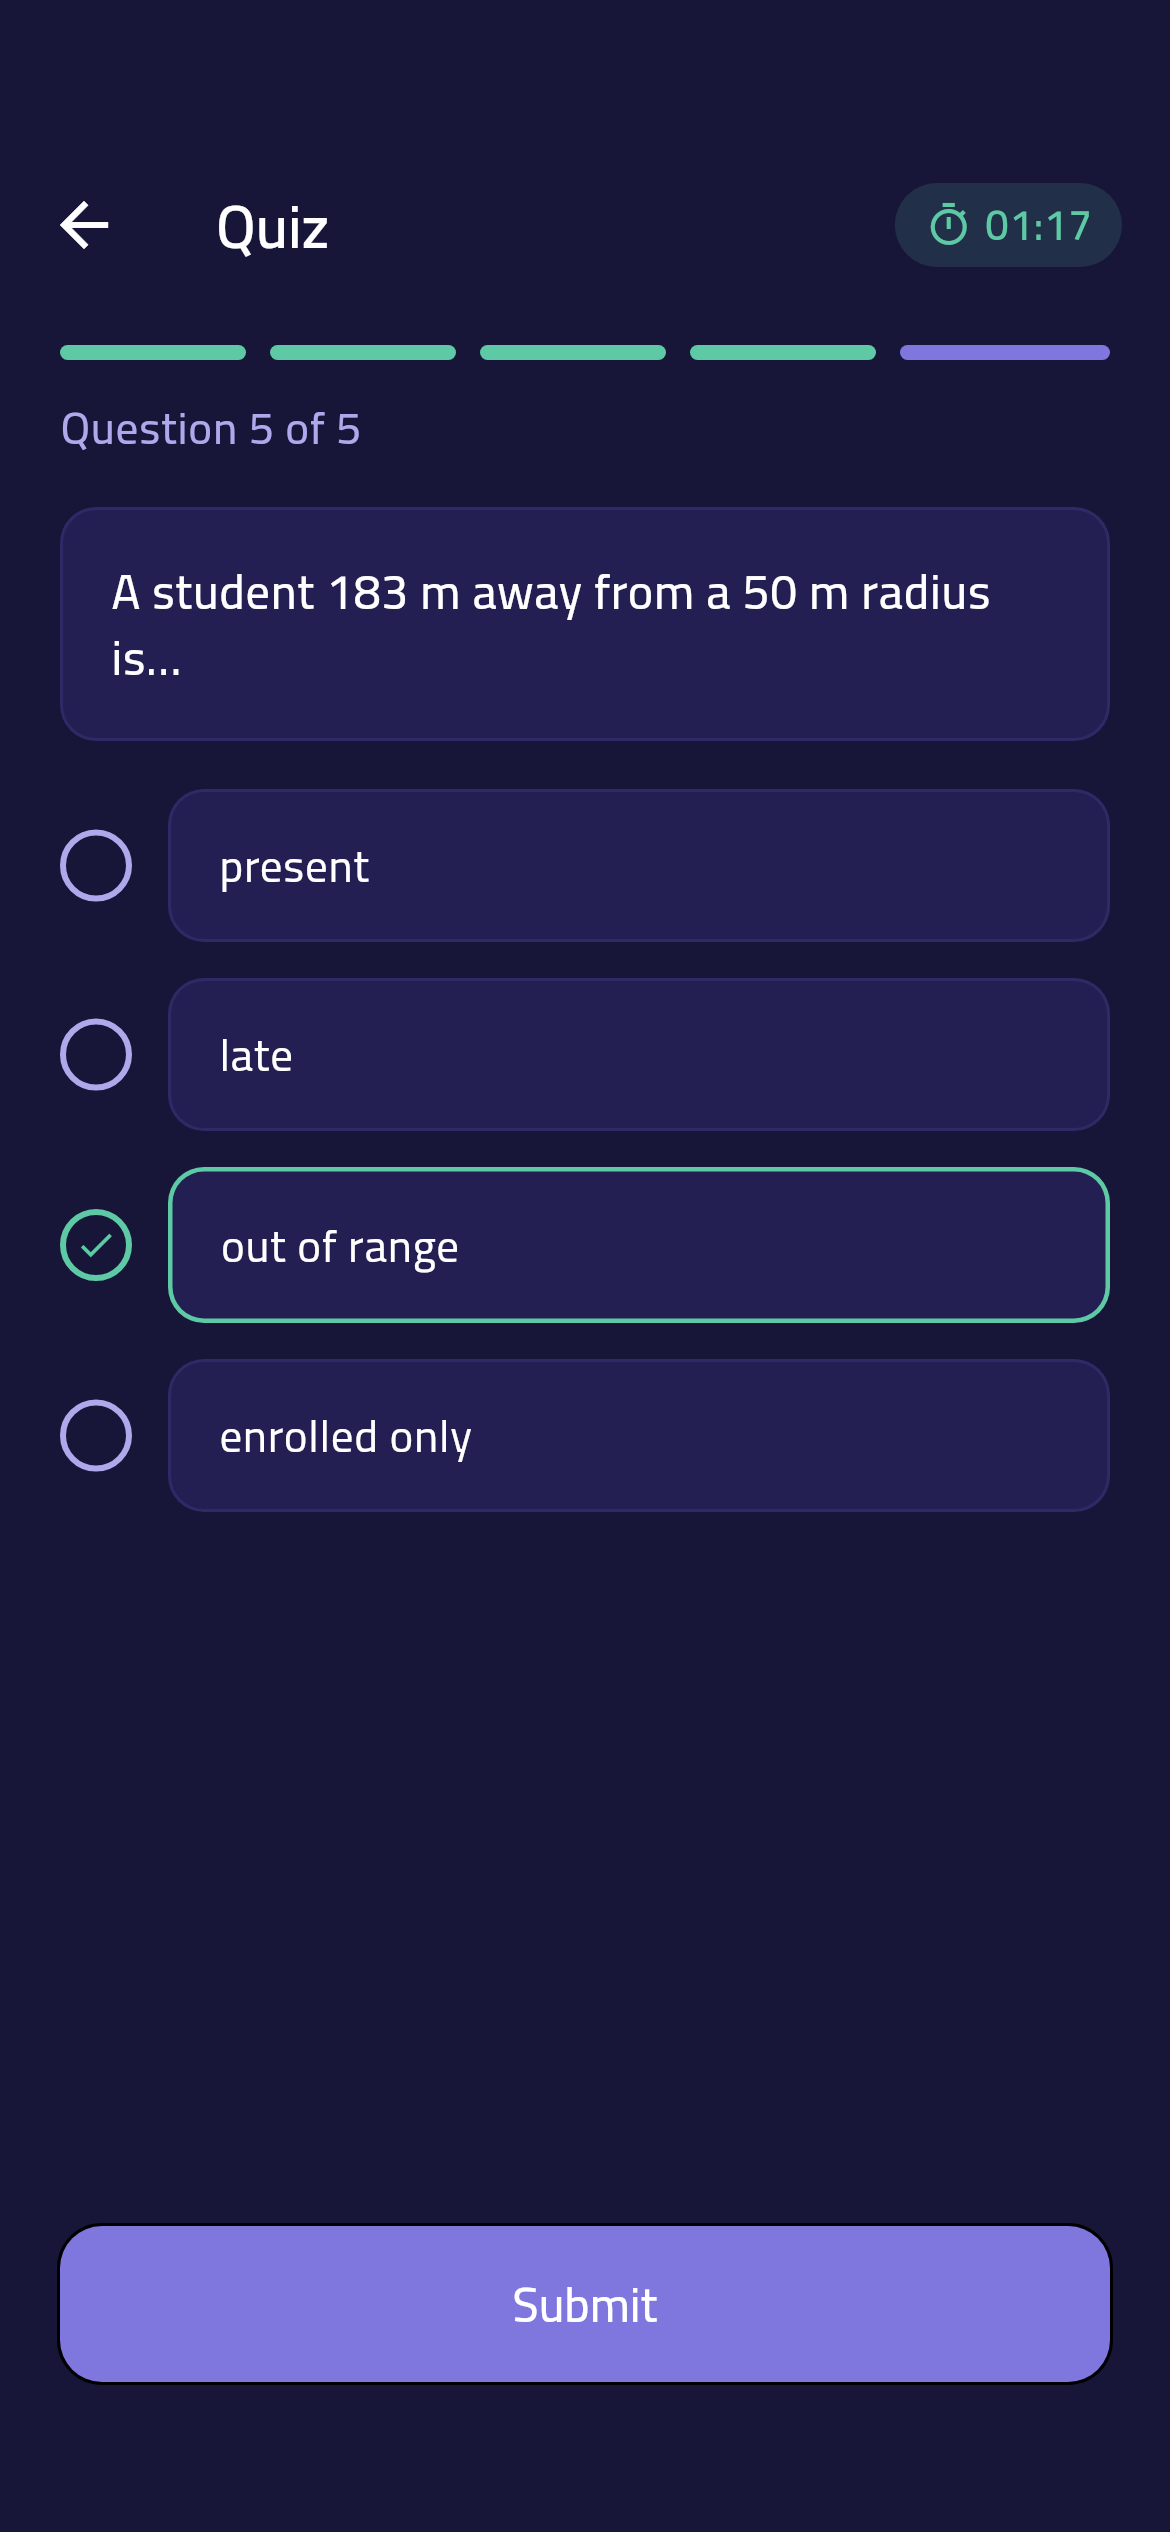 Quiz
01:17
Question 5 of 5
A student 183 m away from a 50 m radius
is...
present
late
out of range
enrolled only
Submit